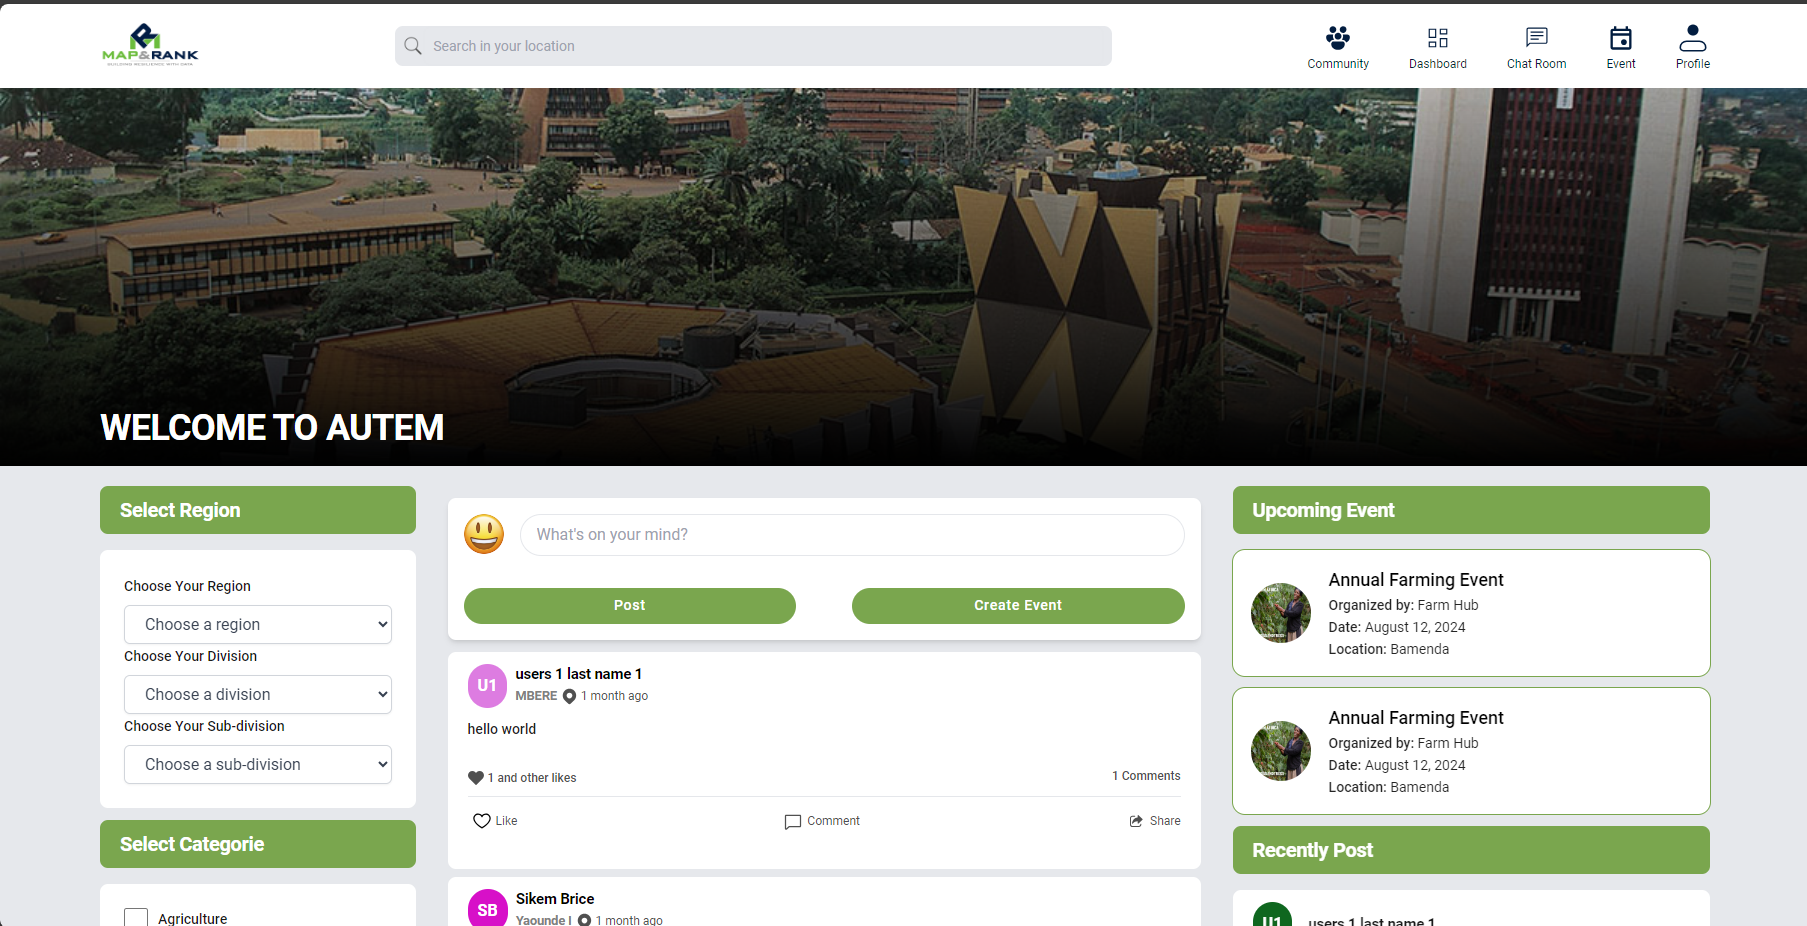 MAP&RANK
BUILDING RESILIENCE WITH DATA
Search in your location
Community
Dashboard
Chat Room
Event
Profile
WELCOME TO AUTEM
Select Region
Choose Your Region
Choose a region
Choose Your Division
Choose a division
Choose Your Sub-division
Choose a sub-division
Select Categorie
Agriculture
What's on your mind?
Post
Create Event
U1
users 1 last name 1
MBERE
1 month ago
hello world
1 and other likes
1 Comments
Like
Comment
Share
SB
Sikem Brice
Yaounde I
1 month ago
Upcoming Event
Annual Farming Event
Organized by: Farm Hub
Date: August 12, 2024
Location: Bamenda
Annual Farming Event
Organized by: Farm Hub
Date: August 12, 2024
Location: Bamenda
Recently Post
U1
users 1 last name 1